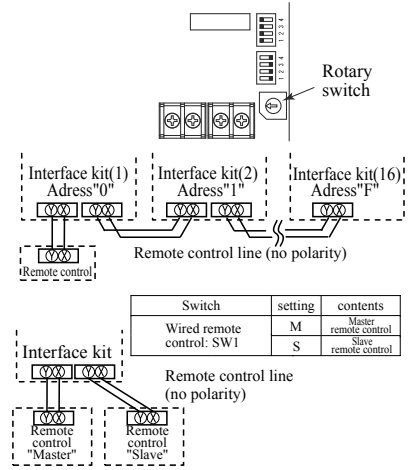 1 2 3 4
1 2 3 4
Rotary
switch
Interface kit(1)
Adress"0"
Interface kit(2)
Adress"1"
Interface kit(16)
Adress"F"
Y X
Y X
Y X
Y X
Y X
Y X
Remote control
Remote control line (no polarity)
Switch setting contents
Wired remote
control: SW1
M Master
remote control
S Slave
remote control
Interface kit
Y X
Y X
Remote control line
(no polarity)
Y X
Y X
Remote
control
"Master"
Remote
control
"Slave"